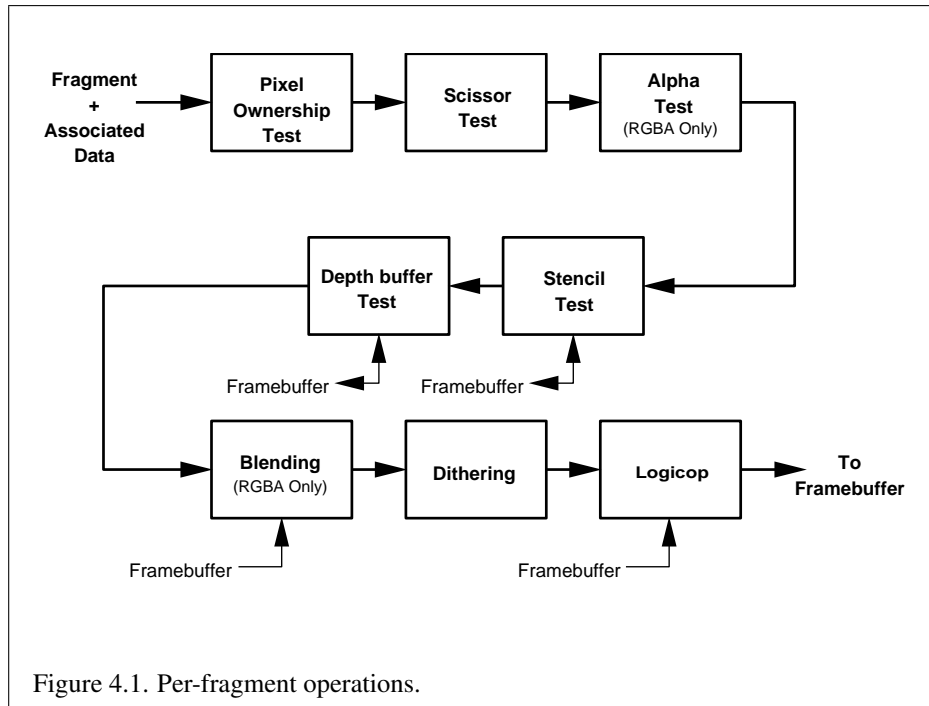 Fragment
+
Associated
Data
Pixel
Ownership
Test
Scissor
Test
Alpha
Test
(RGBA Only)
Depth buffer
Test
Stencil
Test
Framebuffer
Framebuffer
Blending
(RGBA Only)
Dithering
Logicop
To
Framebuffer
Framebuffer
Framebuffer
Figure 4.1. Per-fragment operations.